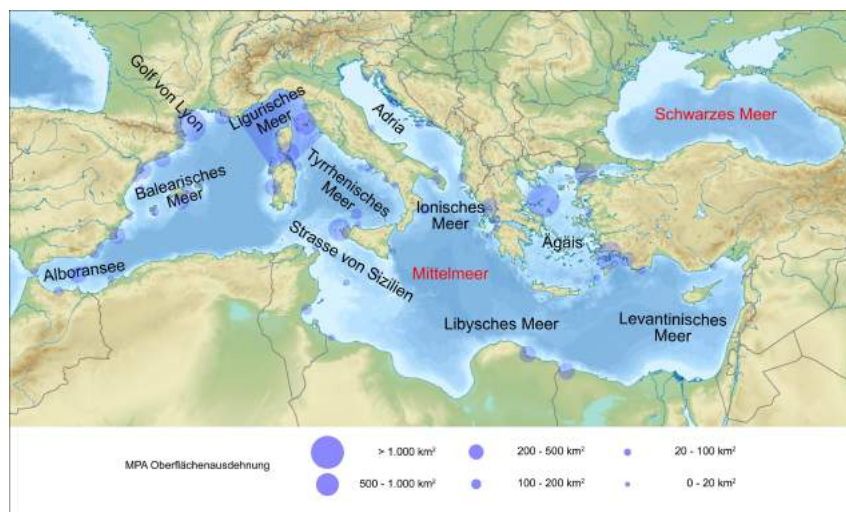 Golf von Lyon
Ligurisches
Meer
Adria
Schwarzes Meer
Balearisches
Meer
Tyrrhenisches
Meer
Ionisches
Meer
Ägäis
Alboransee
Strasse von Sizilien
Mittelmeer
Libysches Meer
Levantinisches
Meer
MPA Oberflächenausdehnung
> 1.000 km²
200 - 500 km²
20 - 100 km²
500 - 1.000 km²
100 - 200 km²
0 - 20 km²